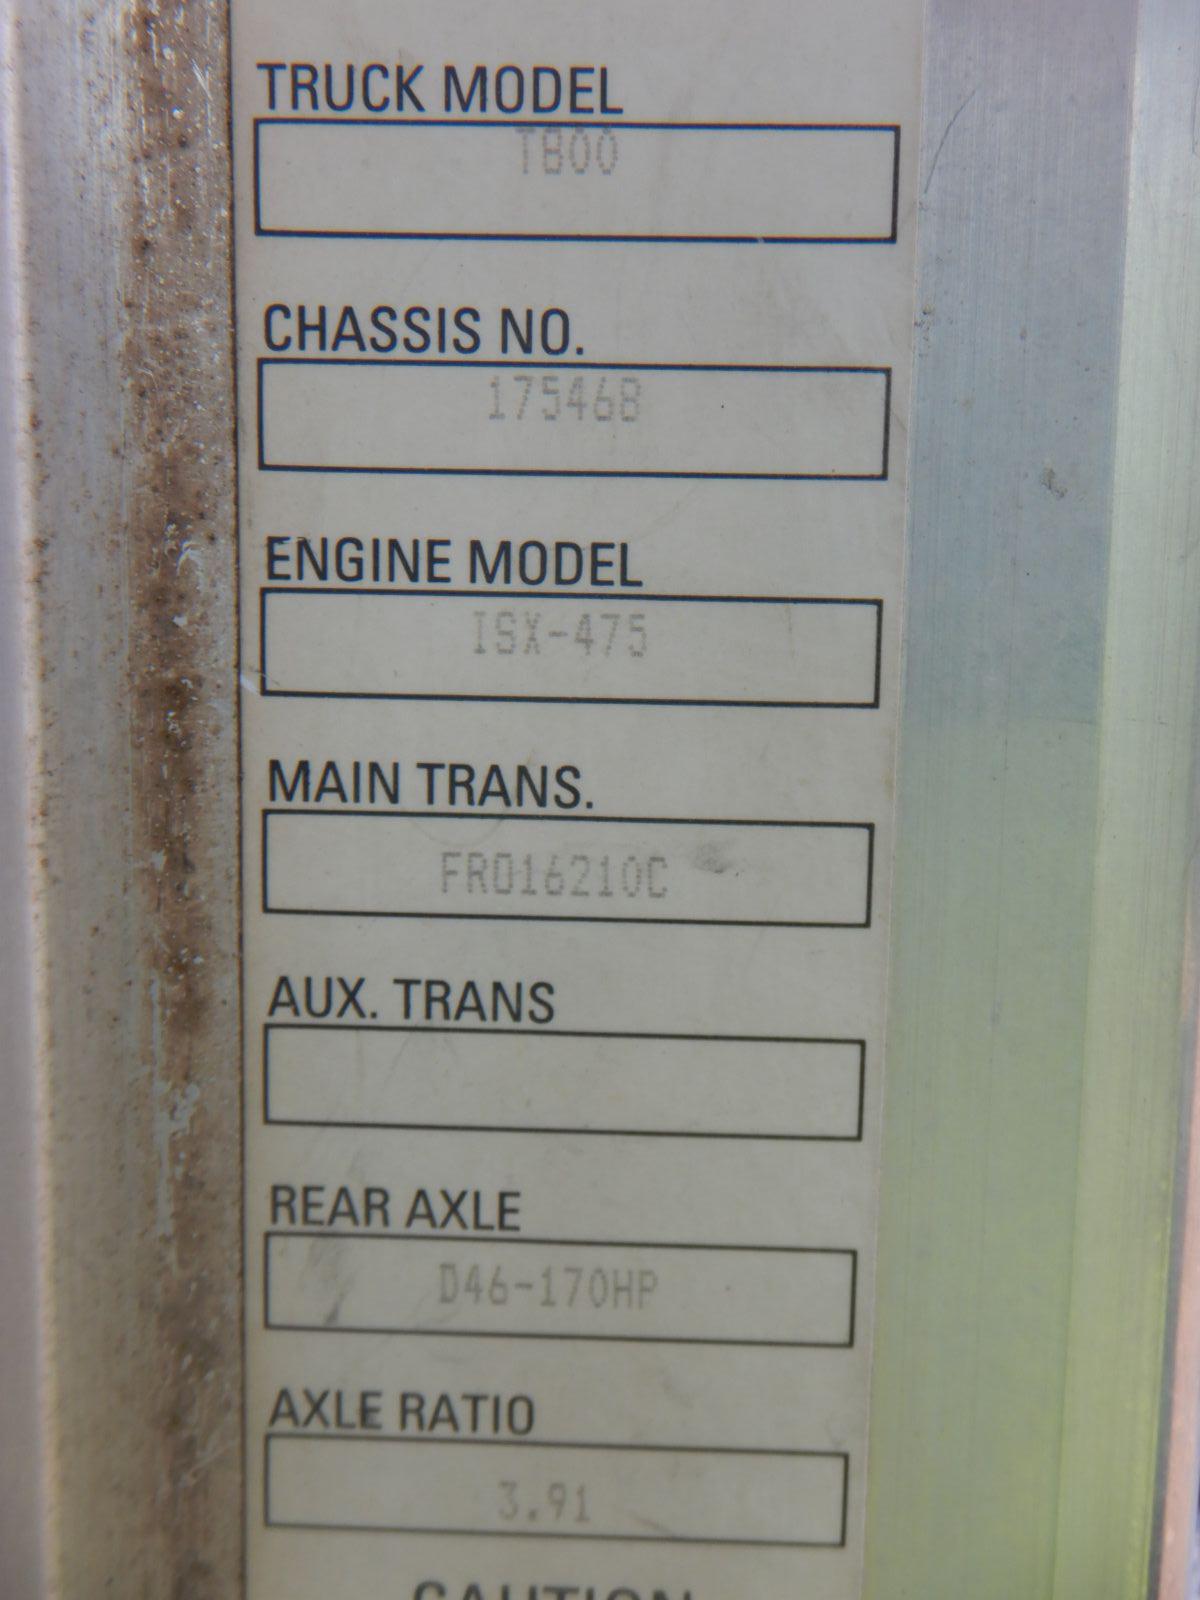 TRUCK MODEL
T800
CHASSIS NO.
175468
ENGINE MODEL
ISX-475
MAIN TRANS.
FRO16210C
AUX. TRANS
REAR AXLE
D46-170HP
AXLE RATIO
3.91
CAUTION